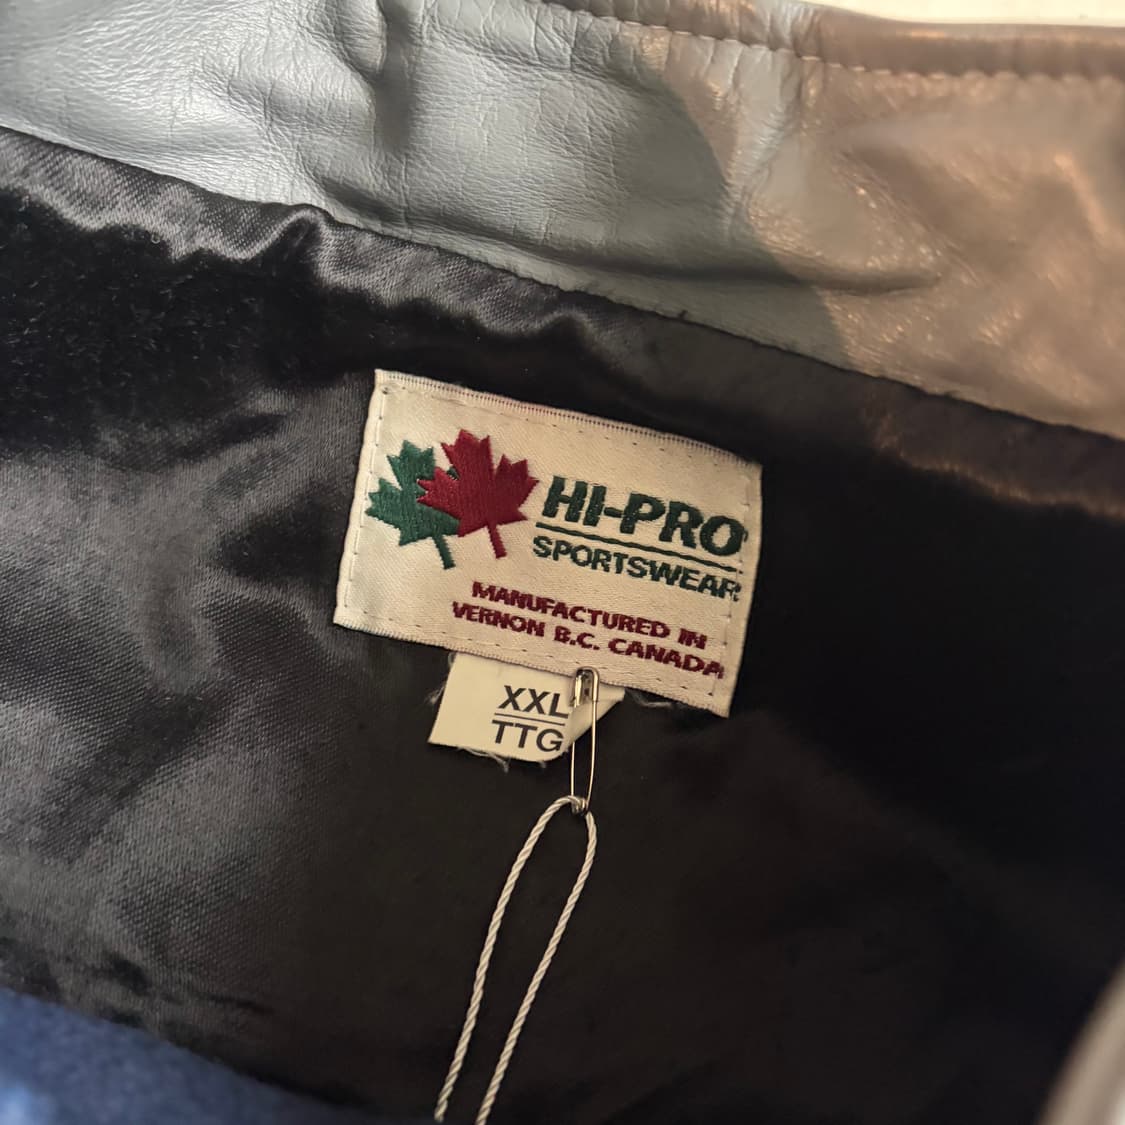 HI-PRO
SPORTSWEAR
MANUFACTURED IN
VERNON B.C. CANADA
XXL
TTG